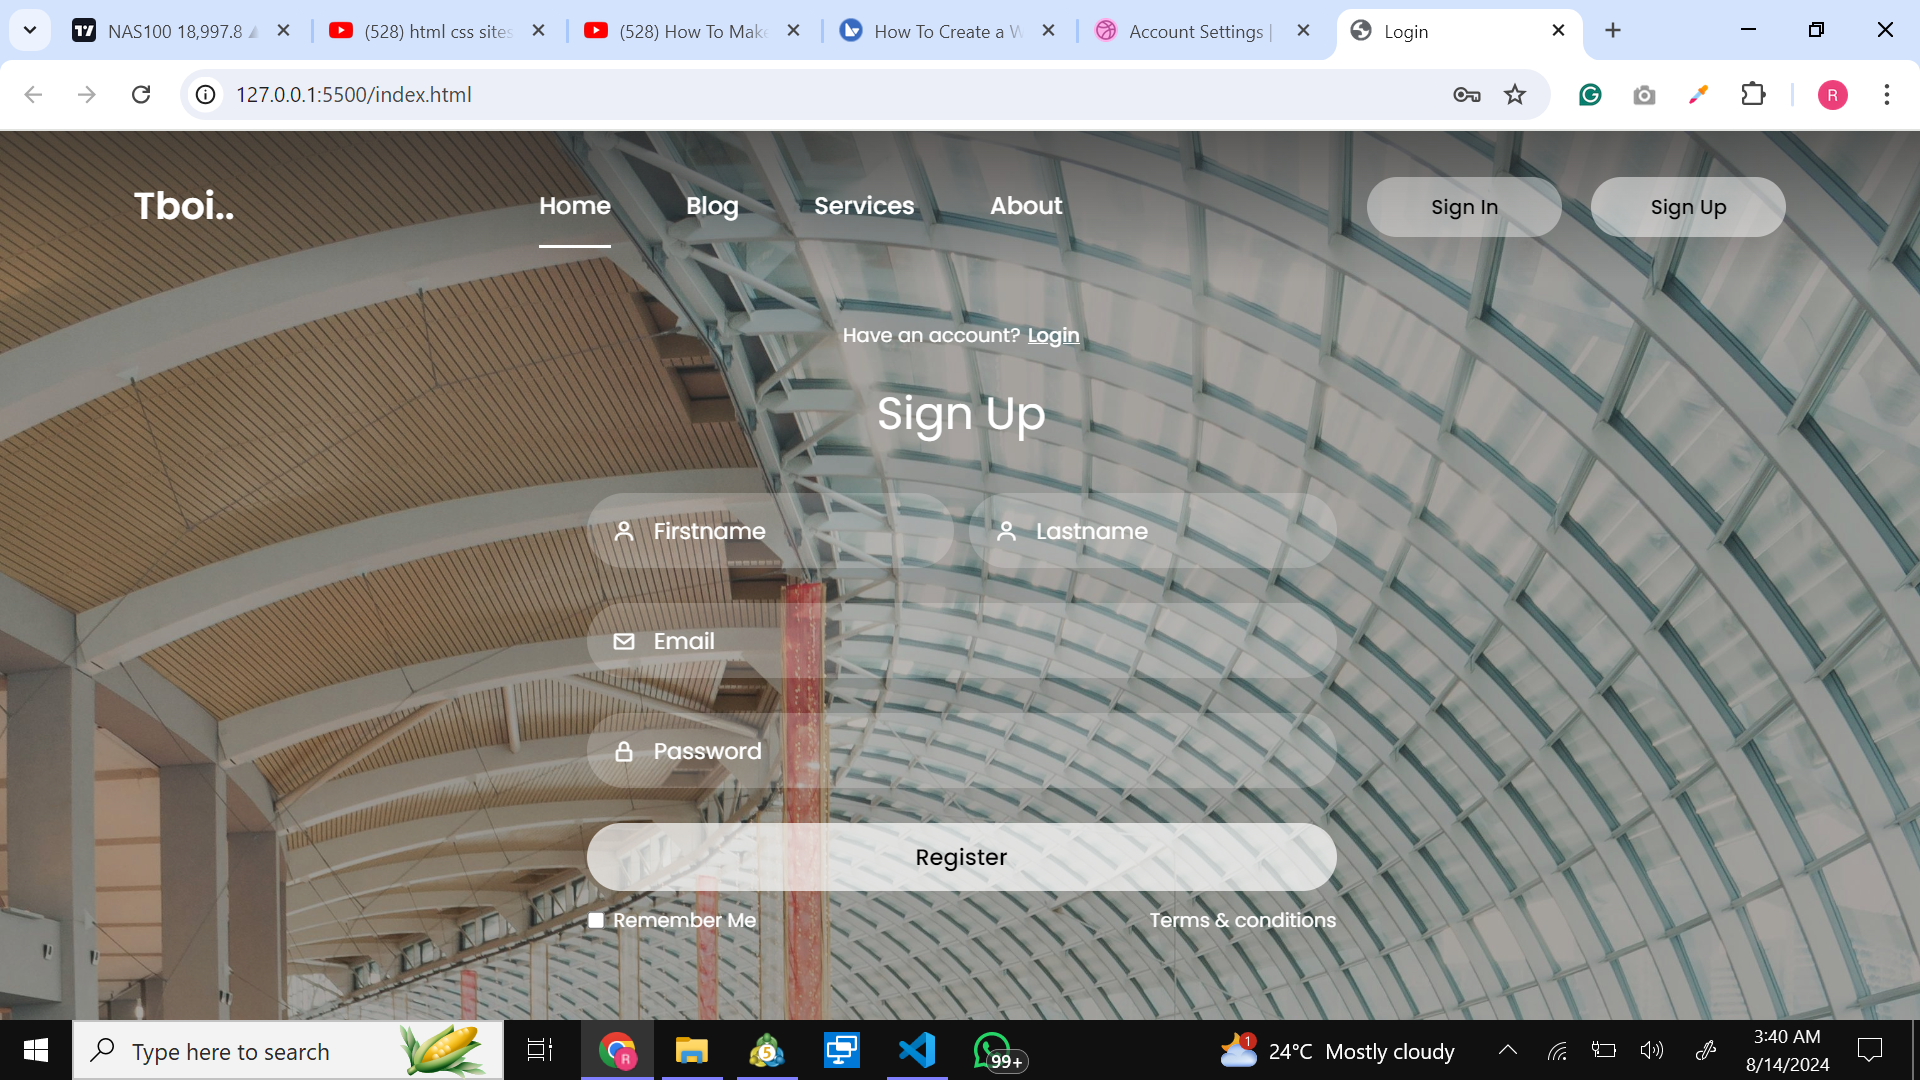 NAS100 18,997.8
(528) html css sites
(528) How To Make
How To Create a W
Account Settings |
Login
127.0.0.1:5500/index.html
R
Tboi..
Home
Blog
Services
About
Sign In
Sign Up
Have an account? Login
Sign Up
Firstname
Lastname
Email
Password
Register
Remember Me
Terms & conditions
Type here to search
R
5
99+
1
24°C Mostly cloudy
3:40 AM
8/14/2024